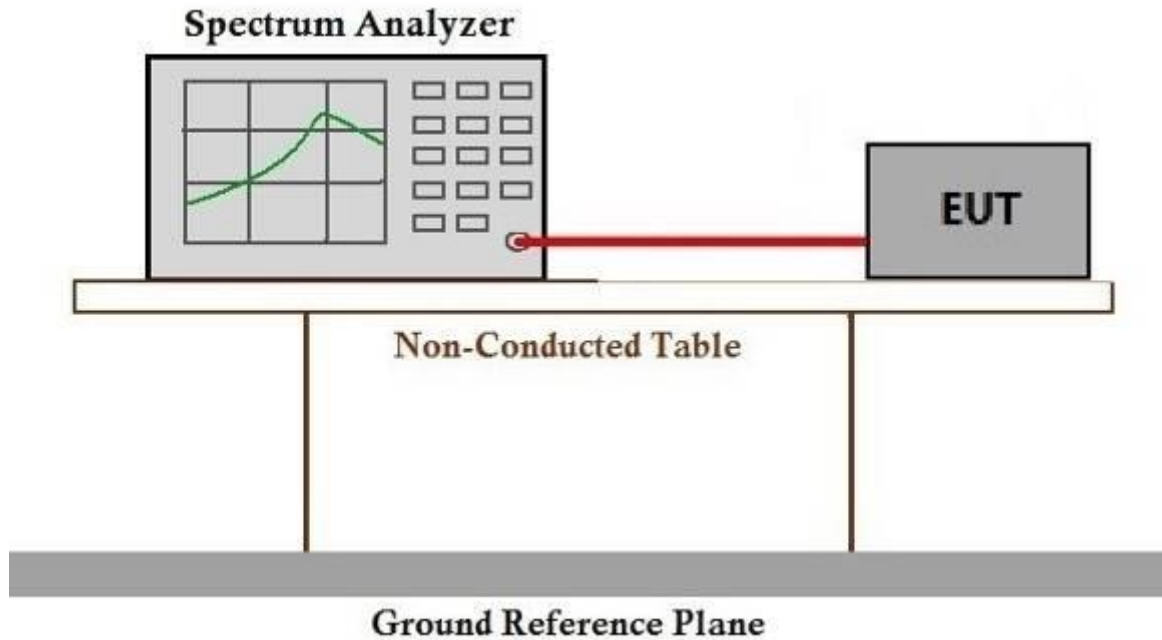 Spectrum Analyzer
EUT
Non-Conducted Table
Ground Reference Plane